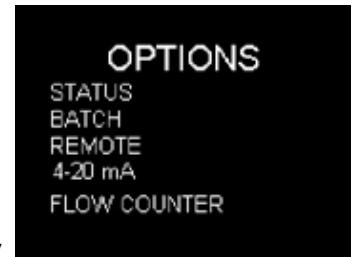 OPTIONS
STATUS
BATCH
REMOTE
4-20 mA
FLOW COUNTER